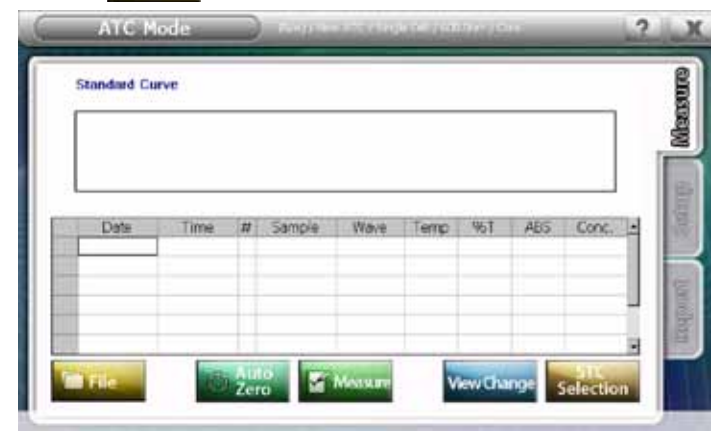 ATC Mode
? X
Standard Curve
Measure
Date Time # Sample Wave Temp %T ABS Conc.
File
Auto
Zero
Measure
View Change
STC
Selection